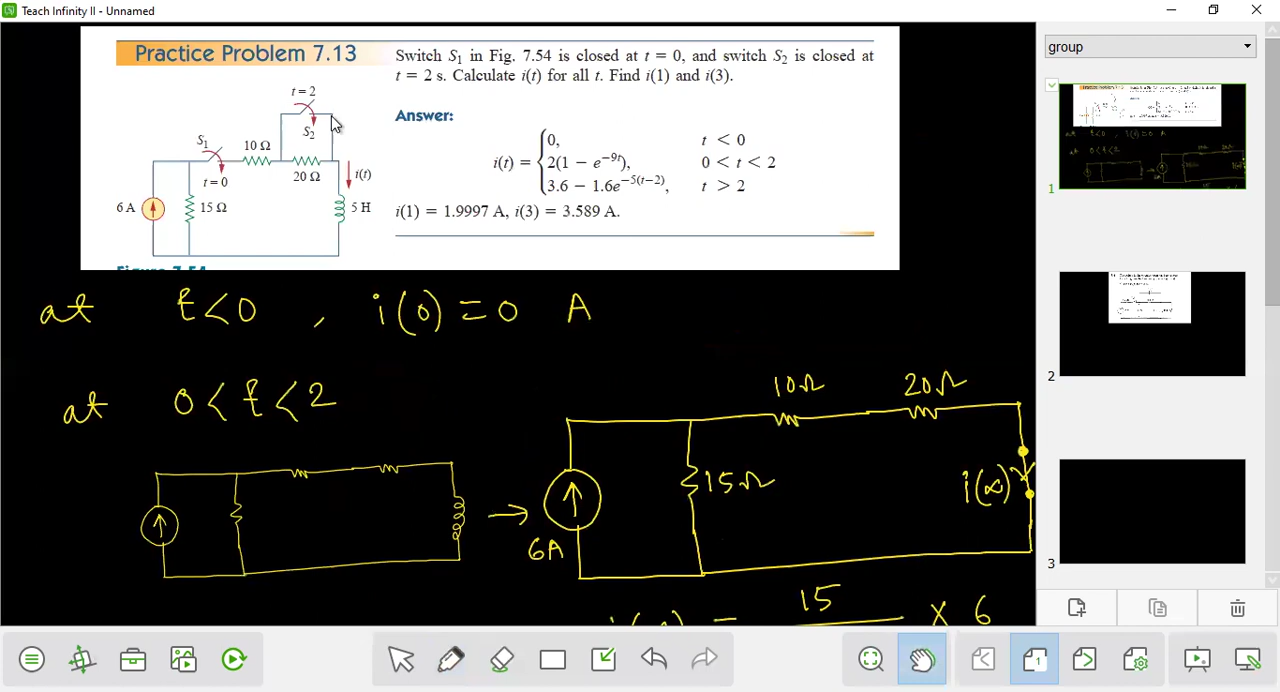 Teach Infinity II - Unnamed
Practice Problem 7.13
Switch S1 in Fig. 7.54 is closed at t = 0, and switch S2 is closed at
t = 2 s. Calculate i(t) for all t. Find i(1) and i(3).
Answer:
i(t) = {0, t < 0
2(1 − e^−9t), 0 < t < 2
3.6 − 1.6e^−5(t−2), t > 2
i(1) = 1.9997 A, i(3) = 3.589 A.
t = 2
S2
S1
10 Ω
t=0
20 Ω
i(t)
6 A
15 Ω
5 H
Figure 7.54
at t<0 , i(0) = 0 A
at 0 < t < 2
10Ω
20Ω
15Ω
i(∞)
6A
15
× 6
group
1
2
3
1